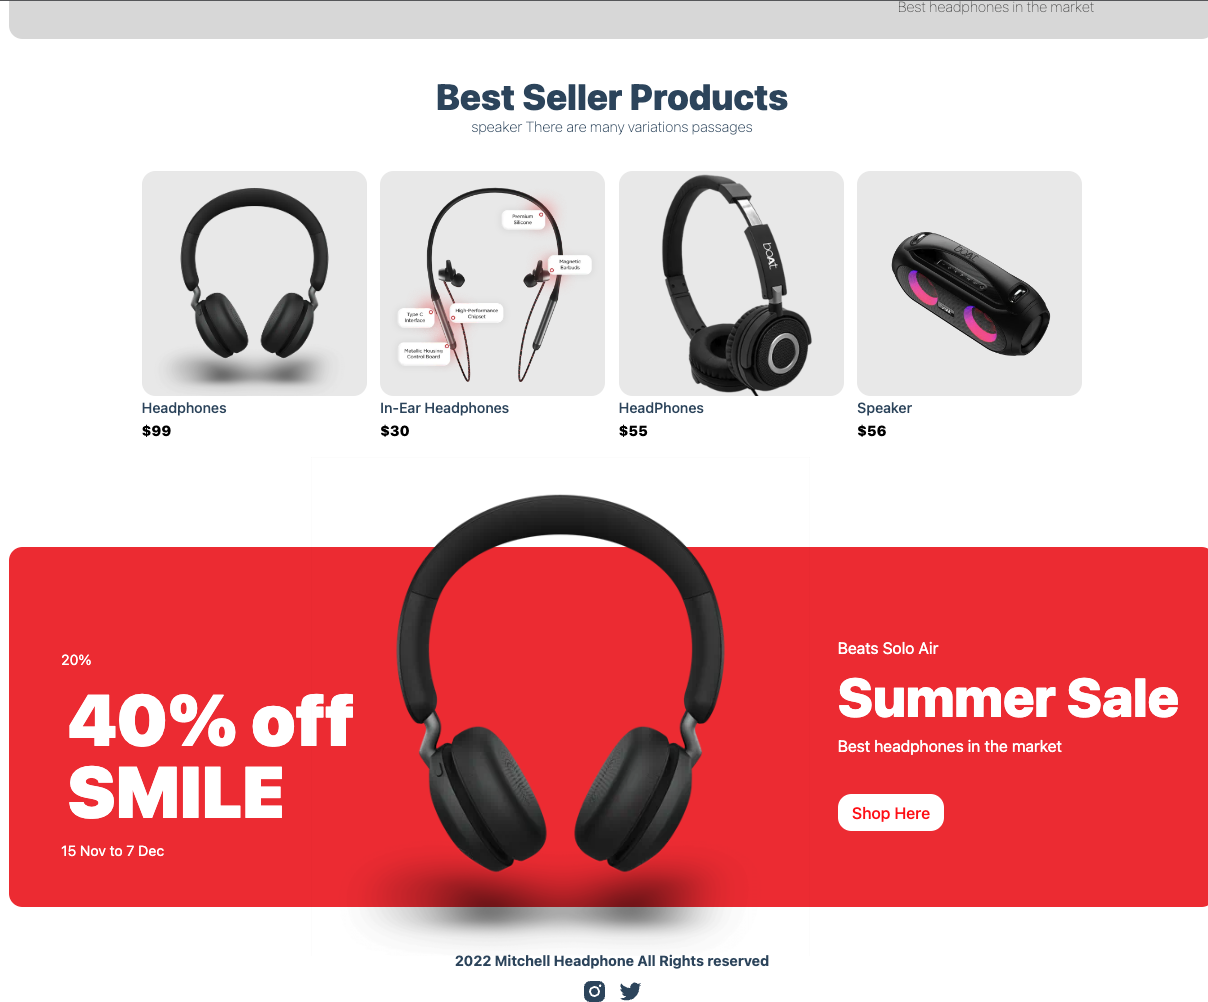 Best headphones in the market
Best Seller Products
speaker There are many variations passages
Premium
Silicone
Magnetic
Earbuds
Type C
Interface
High-Performance
Chipset
Metallic Housing
Control Board
boAt
boAt
Headphones
In-Ear Headphones
HeadPhones
Speaker
$99
$30
$55
$56
20%
40% off
SMILE
15 Nov to 7 Dec
Beats Solo Air
Summer Sale
Best headphones in the market
Shop Here
2022 Mitchell Headphone All Rights reserved